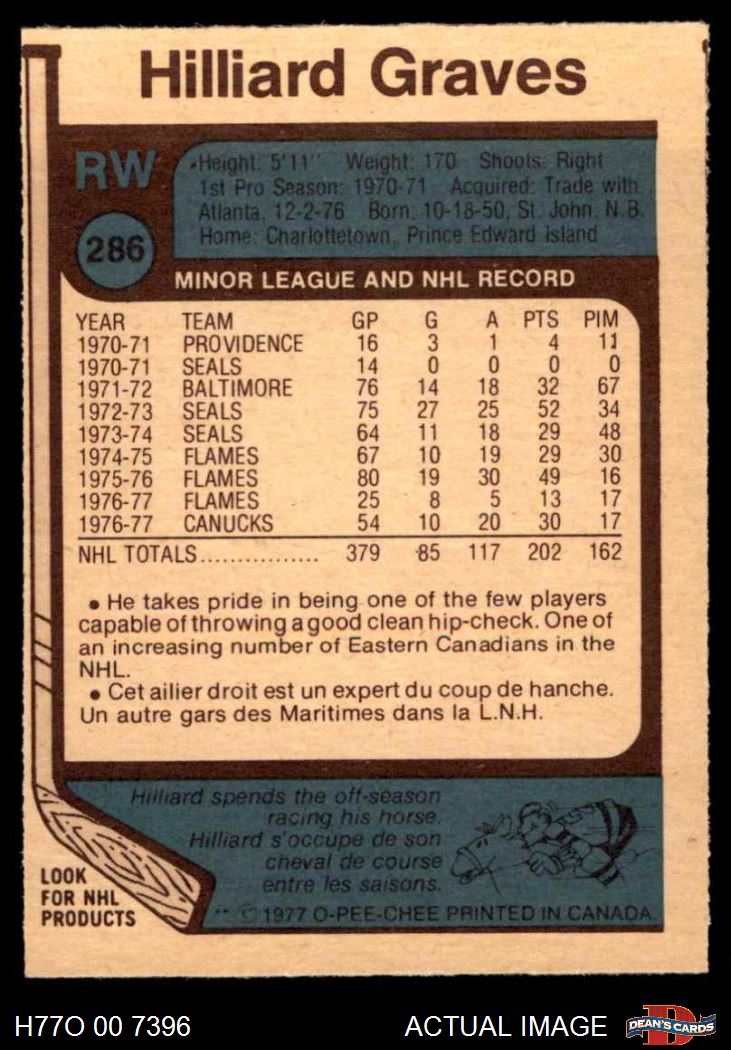 Hilliard Graves
RW
Height: 5'11" Weight: 170 Shoots: Right
1st Pro Season: 1970-71 Acquired: Trade with
Atlanta, 12-2-76 Born: 10-18-50, St. John, N.B.
Home: Charlottetown, Prince Edward Island
286
MINOR LEAGUE AND NHL RECORD
YEAR TEAM GP G A PTS PIM
1970-71 PROVIDENCE 16 3 1 4 11
1970-71 SEALS 14 0 0 0 0
1971-72 BALTIMORE 76 14 18 32 67
1972-73 SEALS 75 27 25 52 34
1973-74 SEALS 64 11 18 29 48
1974-75 FLAMES 67 10 19 29 30
1975-76 FLAMES 80 19 30 49 16
1976-77 FLAMES 25 8 5 13 17
1976-77 CANUCKS 54 10 20 30 17
NHL TOTALS................ 379 85 117 202 162
• He takes pride in being one of the few players
capable of throwing a good clean hip-check. One of
an increasing number of Eastern Canadians in the
NHL.
• Cet ailier droit est un expert du coup de hanche.
Un autre gars des Maritimes dans la L.N.H.
Hilliard spends the off-season
racing his horse.
Hilliard s'occupe de son
cheval de course
entre les saisons.
LOOK
FOR NHL
PRODUCTS
** © 1977 O-PEE-CHEE PRINTED IN CANADA
H77O 00 7396 ACTUAL IMAGE DEAN'S CARDS